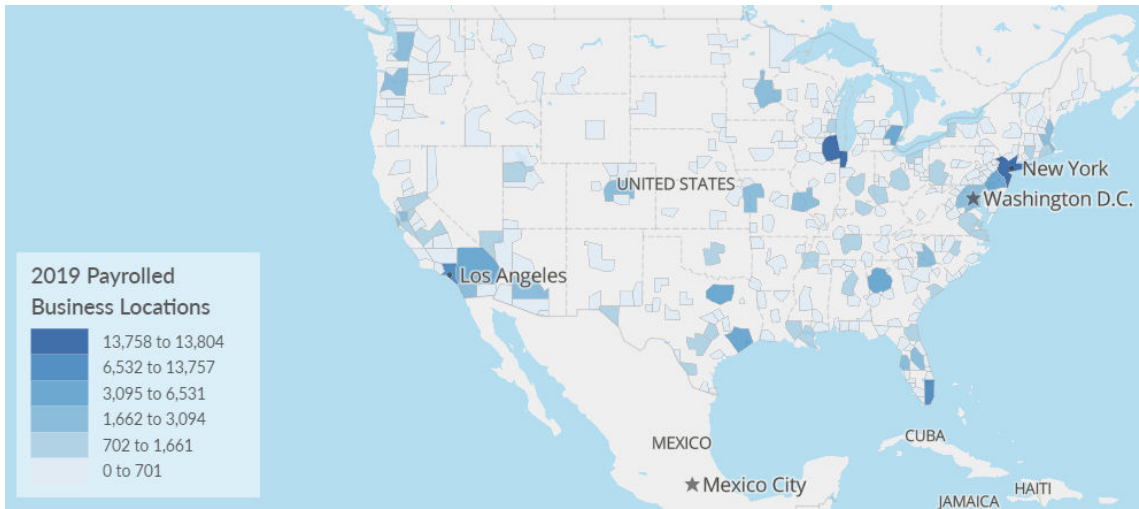 UNITED STATES
New York
Washington D.C.
Los Angeles
2019 Payrolled
Business Locations
13,758 to 13,804
6,532 to 13,757
3,095 to 6,531
1,662 to 3,094
702 to 1,661
0 to 701
MEXICO
CUBA
Mexico City
HAITI
JAMAICA